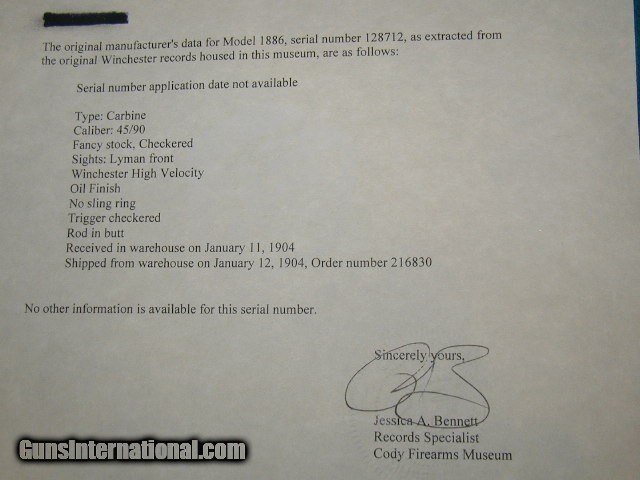 The original manufacturer's data for Model 1886, serial number 128712, as extracted from
the original Winchester records housed in this museum, are as follows:
Serial number application date not available
Type: Carbine
Caliber: 45/90
Fancy stock, Checkered
Sights: Lyman front
Winchester High Velocity
Oil Finish
No sling ring
Trigger checkered
Rod in butt
Received in warehouse on January 11, 1904
Shipped from warehouse on January 12, 1904, Order number 216830
No other information is available for this serial number.
Sincerely yours,
Jessica A. Bennett
Records Specialist
Cody Firearms Museum
GunsInternational.com